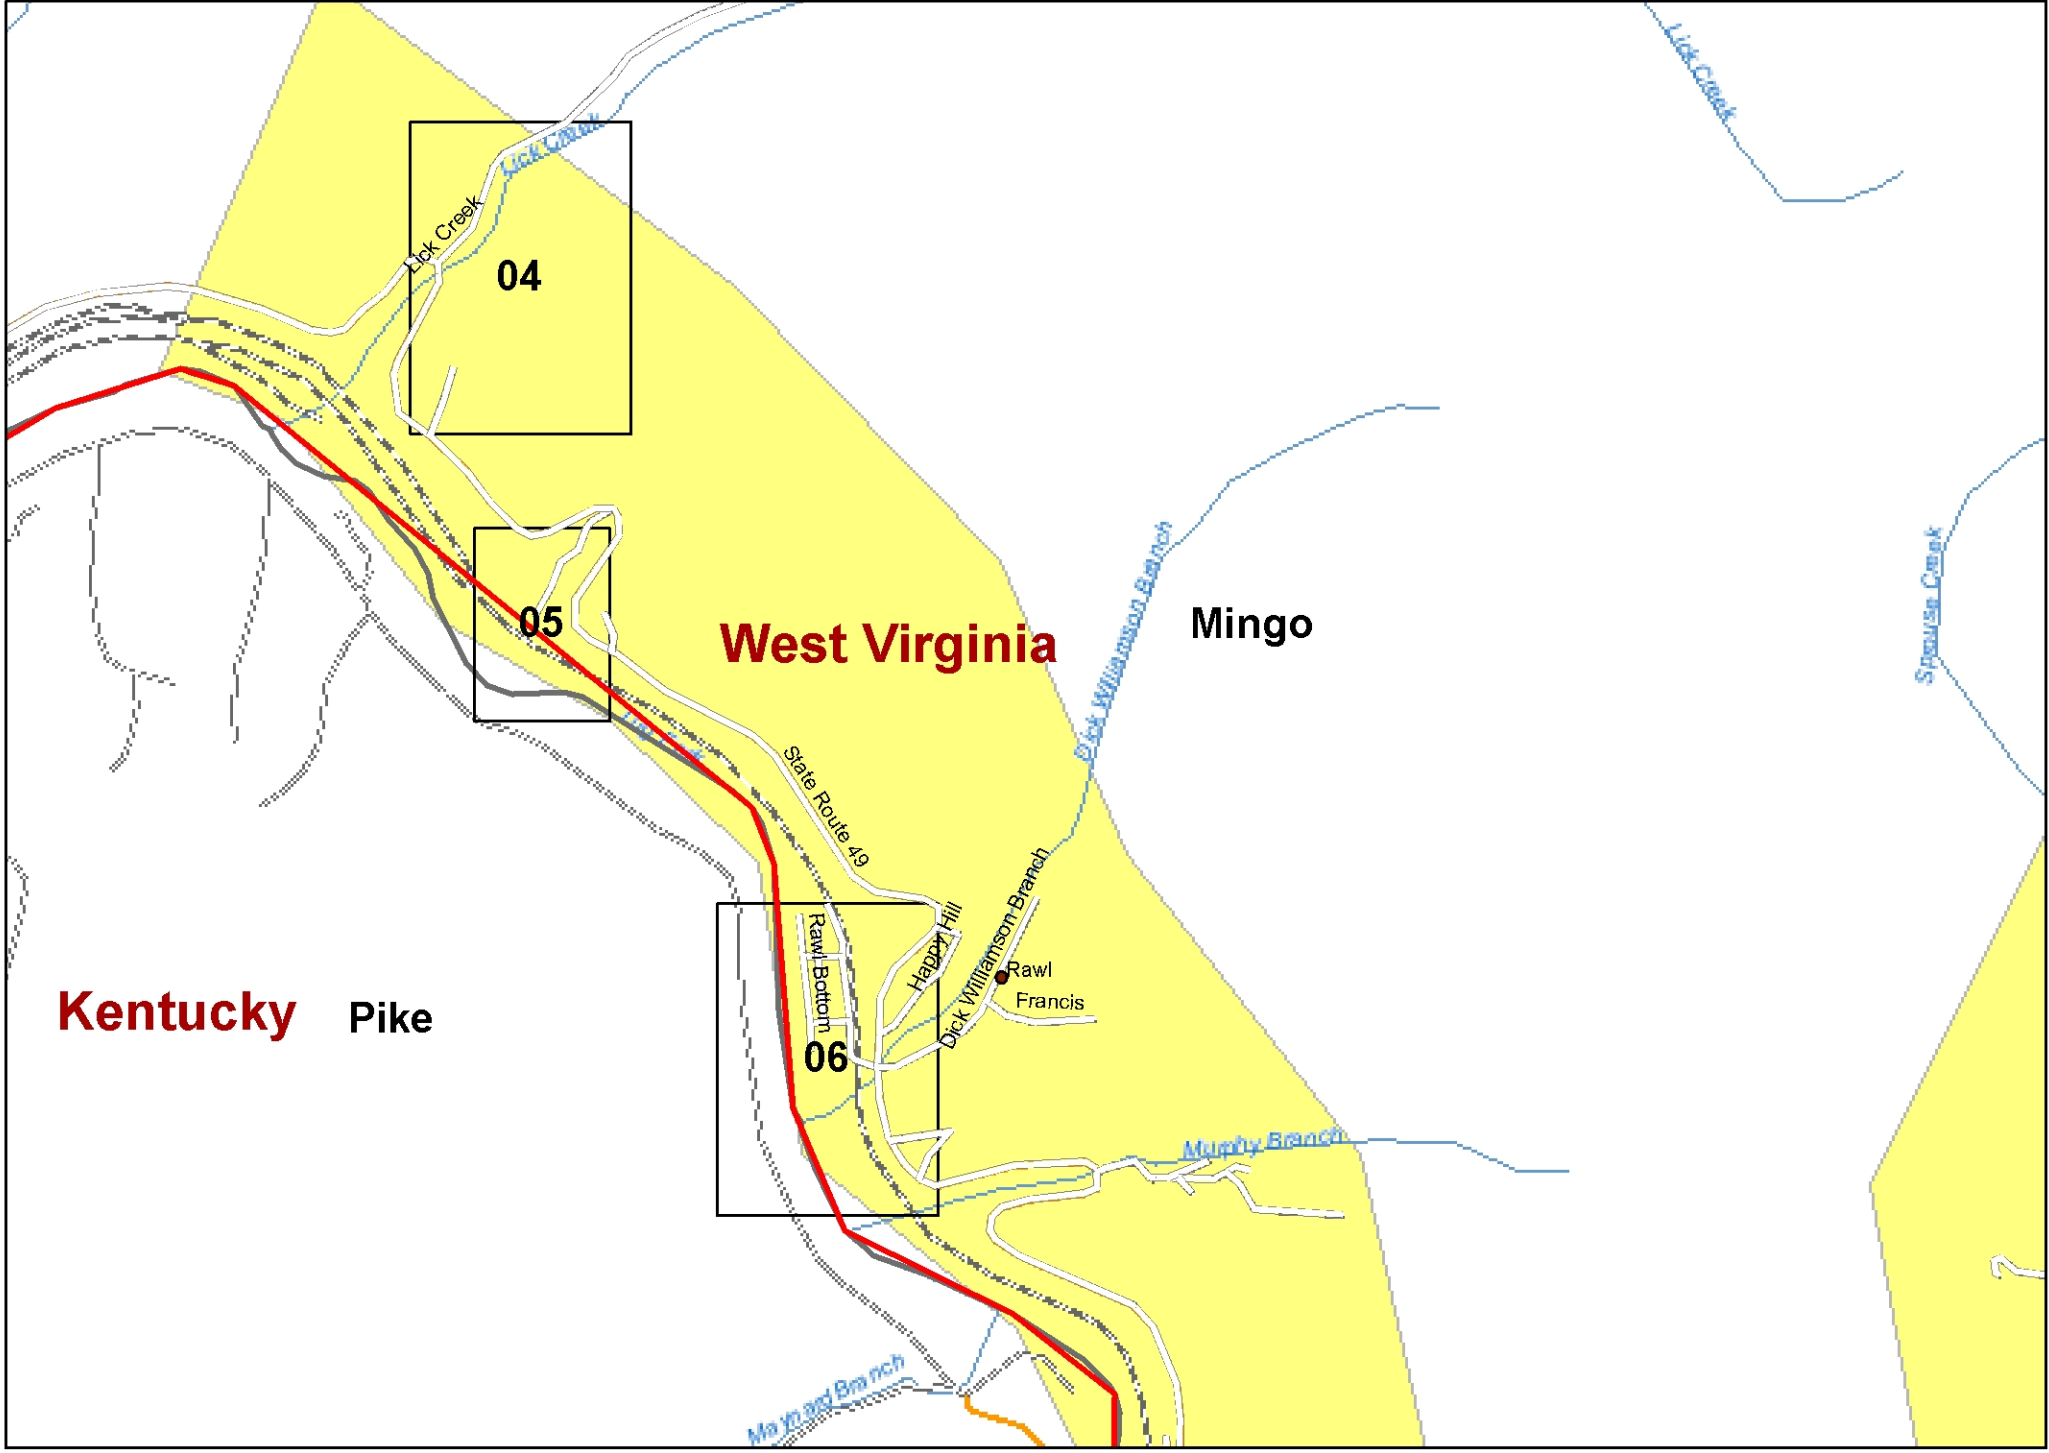 Lick Creek
Lick Creek
Lick Creek
04
Dick Williamson Branch
Spouse Creek
05
West Virginia
Mingo
State Route 49
Dick Williamson Branch
Happy Hill
Rawl Bottom
Rawl
Francis
Kentucky
Pike
06
Murphy Branch
Maynard Branch